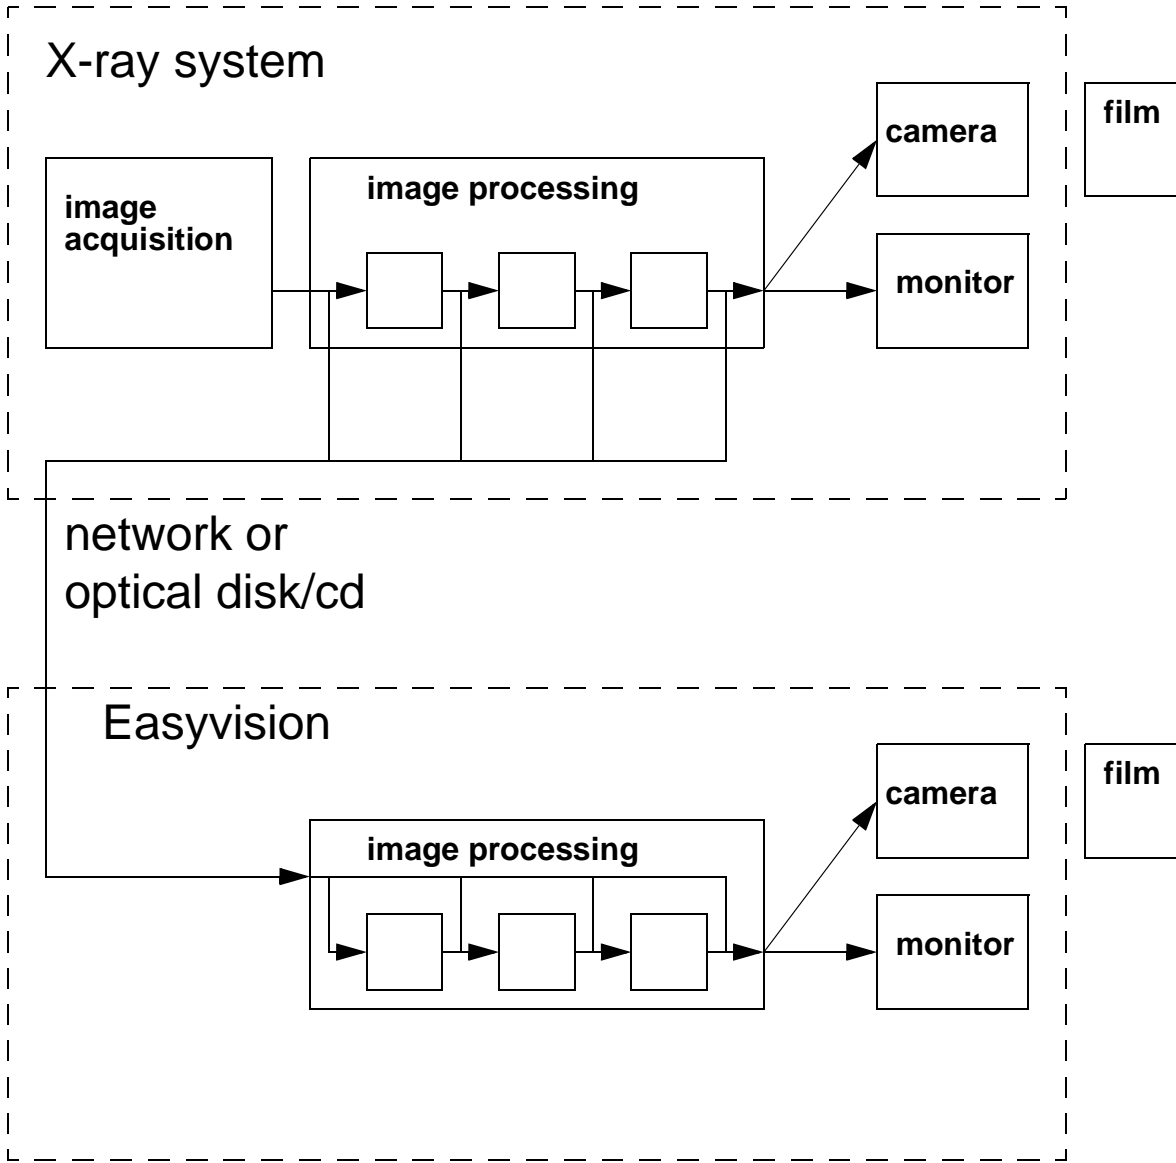 X-ray system
film
camera
image
acquisition
image processing
monitor
network or
optical disk/cd
Easyvision
film
camera
image processing
monitor